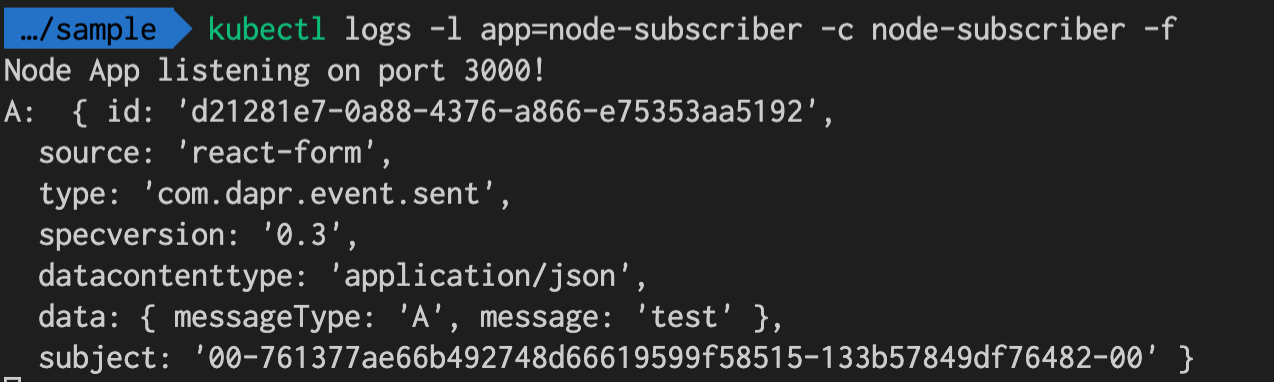 …/sample kubectl logs -l app=node-subscriber -c node-subscriber -f
Node App listening on port 3000!
A:  { id: 'd21281e7-0a88-4376-a866-e75353aa5192',
  source: 'react-form',
  type: 'com.dapr.event.sent',
  specversion: '0.3',
  datacontenttype: 'application/json',
  data: { messageType: 'A', message: 'test' },
  subject: '00-761377ae66b492748d66619599f58515-133b57849df76482-00' }